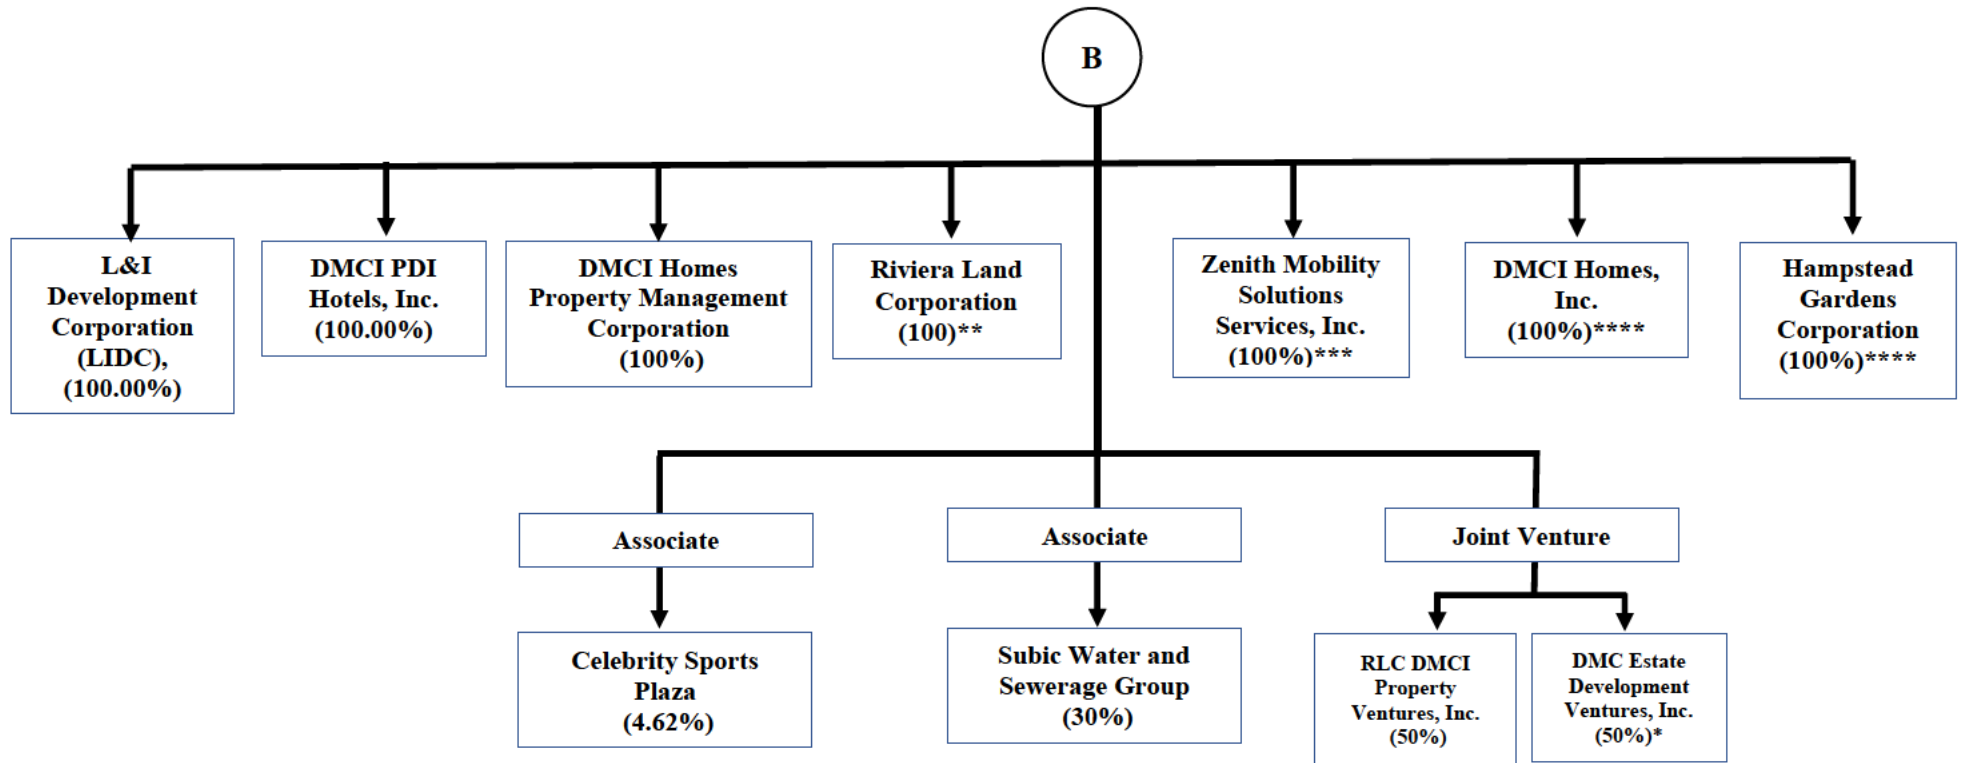 B
L&I
Development
Corporation
(LIDC),
(100.00%)
DMCI PDI
Hotels, Inc.
(100.00%)
DMCI Homes
Property Management
Corporation
(100%)
Riviera Land
Corporation
(100)**
Zenith Mobility
Solutions
Services, Inc.
(100%)***
DMCI Homes,
Inc.
(100%)****
Hampstead
Gardens
Corporation
(100%)****
Associate
Associate
Joint Venture
Celebrity Sports
Plaza
(4.62%)
Subic Water and
Sewerage Group
(30%)
RLC DMCI
Property
Ventures, Inc.
(50%)
DMC Estate
Development
Ventures, Inc.
(50%)*